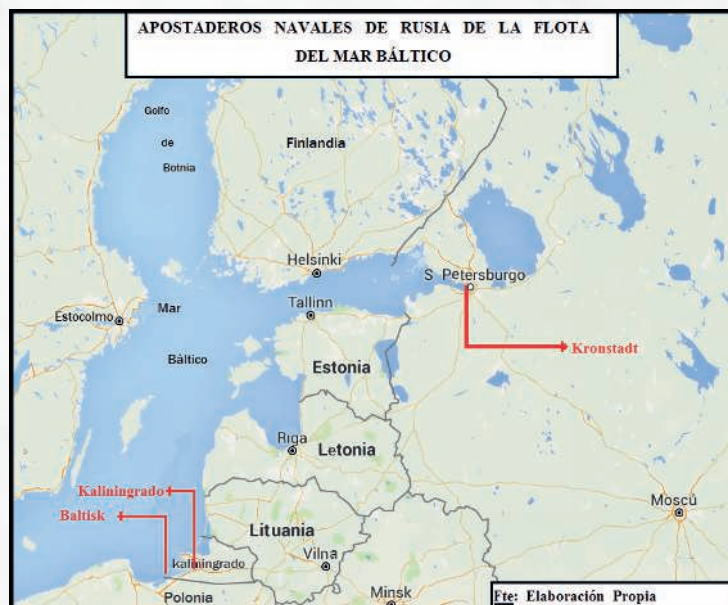 APOSTADEROS NAVALES DE RUSIA DE LA FLOTA
DEL MAR BÁLTICO
Golfo
de
Botnia
Finlandia
Helsinki
S. Petersburgo
Tallinn
Mar
Estocolmo
Kronstadt
Báltico
Estonia
Riga
Letonia
Kaliningrado
Moscú
Baltisk
Lituania
Kaliningrado
Vilna
Minsk
Polonia
Fte: Elaboración Propia